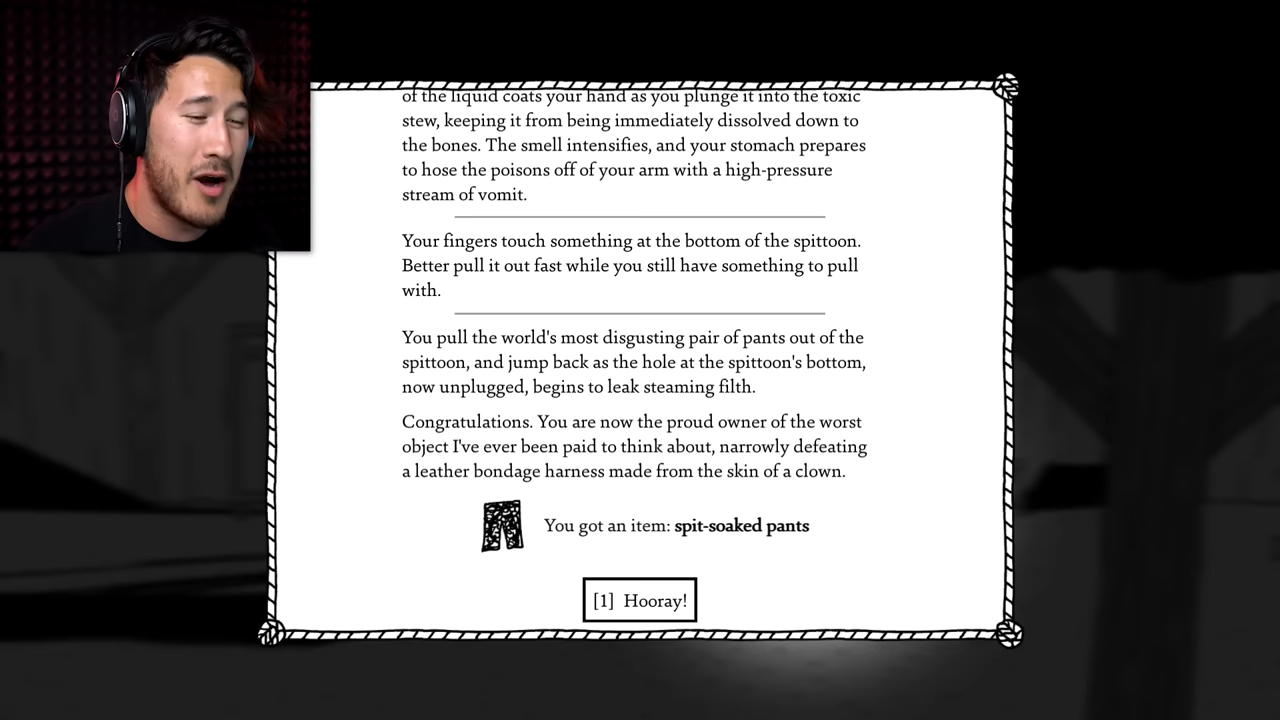 of the liquid coats your hand as you plunge it into the toxic
stew, keeping it from being immediately dissolved down to
the bones. The smell intensifies, and your stomach prepares
to hose the poisons off of your arm with a high-pressure
stream of vomit.
Your fingers touch something at the bottom of the spittoon.
Better pull it out fast while you still have something to pull
with.
You pull the world's most disgusting pair of pants out of the
spittoon, and jump back as the hole at the spittoon's bottom,
now unplugged, begins to leak steaming filth.
Congratulations. You are now the proud owner of the worst
object I've ever been paid to think about, narrowly defeating
a leather bondage harness made from the skin of a clown.
You got an item: spit-soaked pants
[1] Hooray!